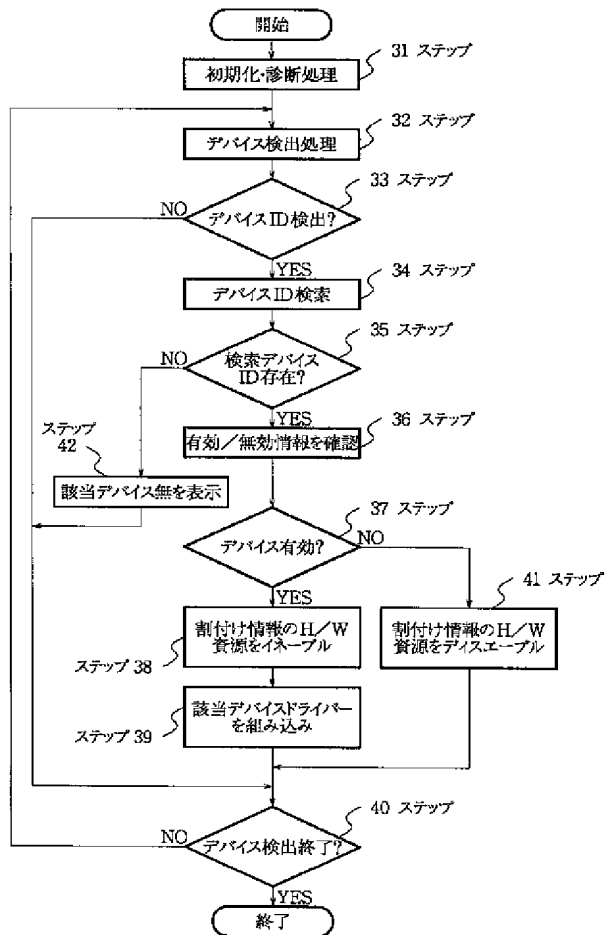 開始
31 ステップ
初期化・診断処理
32 ステップ
デバイス検出処理
33 ステップ
NO
デバイスID検出?
YES
34 ステップ
デバイスID検索
35 ステップ
NO
検索デバイス
ID存在?
YES
36 ステップ
有効/無効情報を確認
ステップ
42
該当デバイス無を表示
37 ステップ
デバイス有効?
NO
YES
41 ステップ
割付け情報のH/W
資源をイネーブル
ステップ 38
割付け情報のH/W
資源をディスエーブル
該当デバイスドライバー
を組み込み
ステップ 39
40 ステップ
NO
デバイス検出終了?
YES
終了